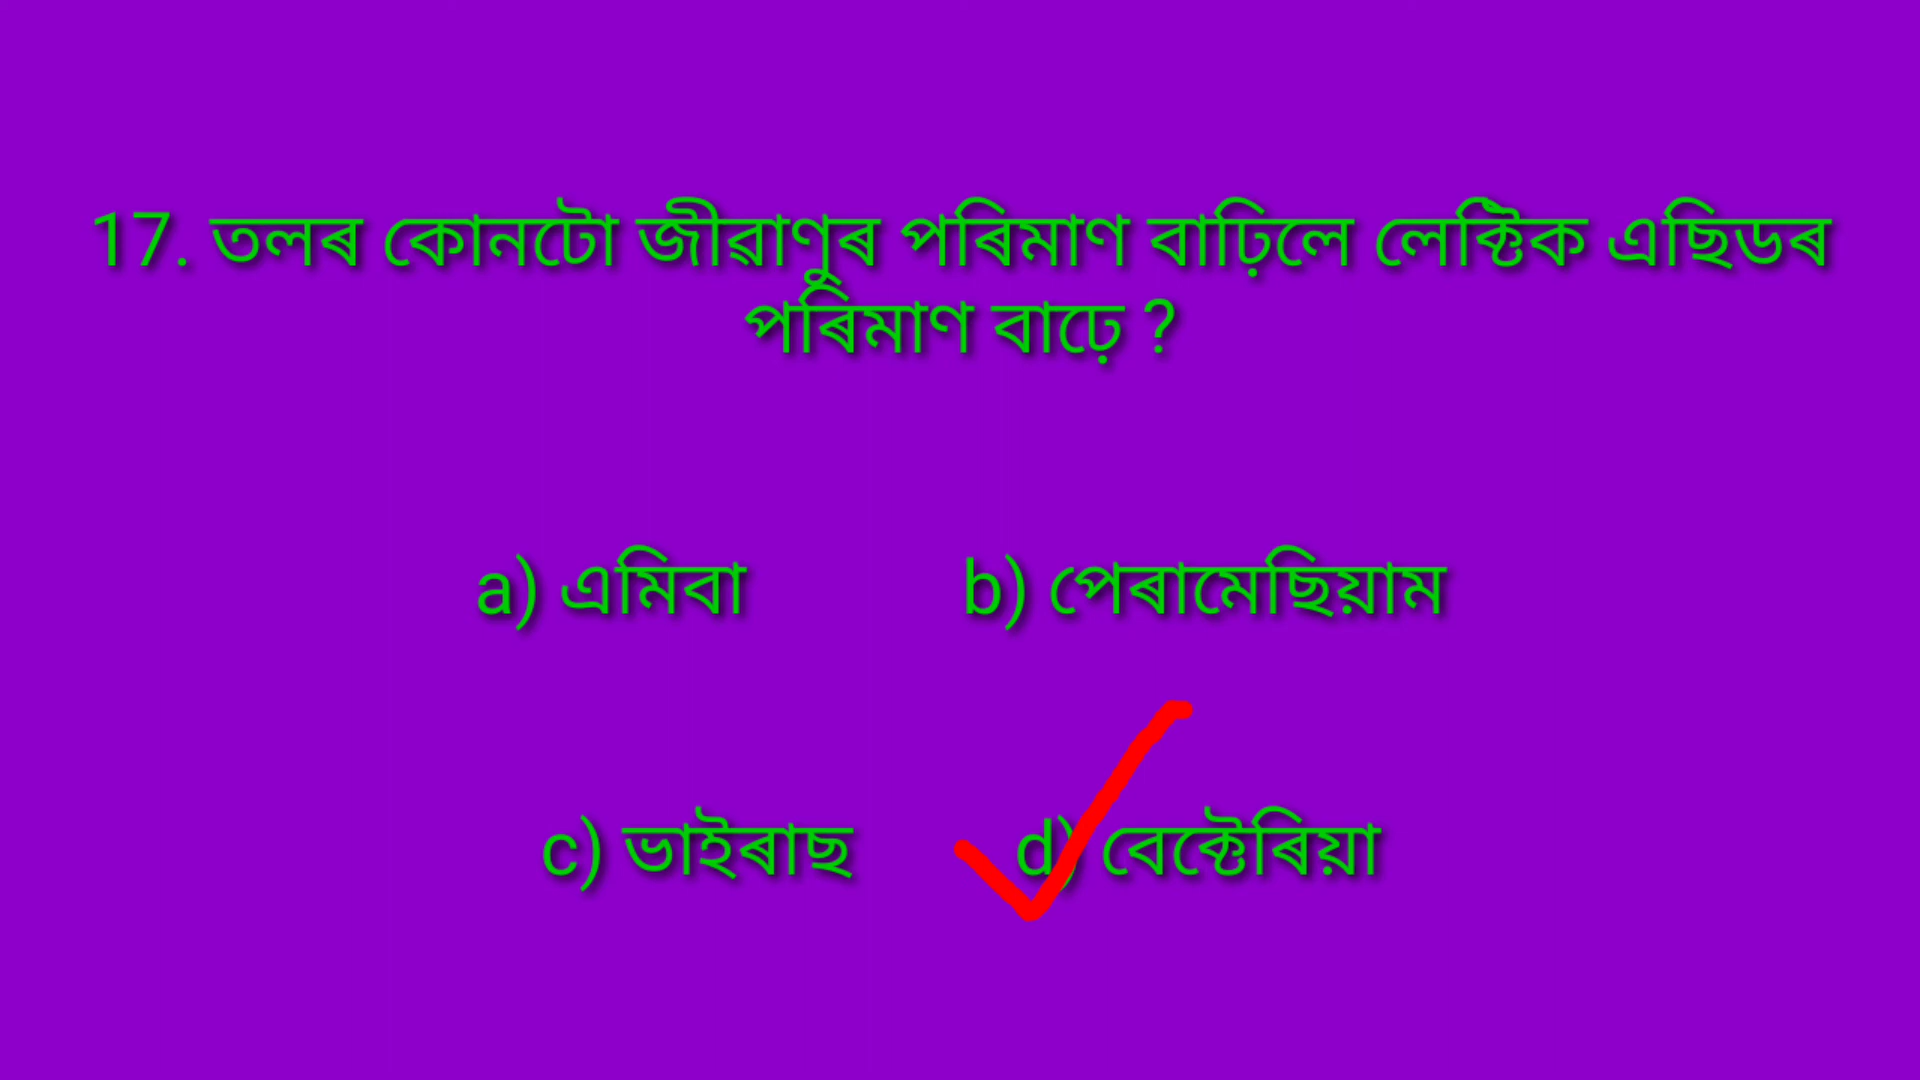 17. তলৰ কোনটো জীৱাণুৰ পৰিমাণ বাঢ়িলে লেক্টিক এছিডৰ
পৰিমাণ বাঢ়ে ?
a) এমিবা b) পেৰামেছিয়াম
c) ভাইৰাছ d) বেক্টেৰিয়া